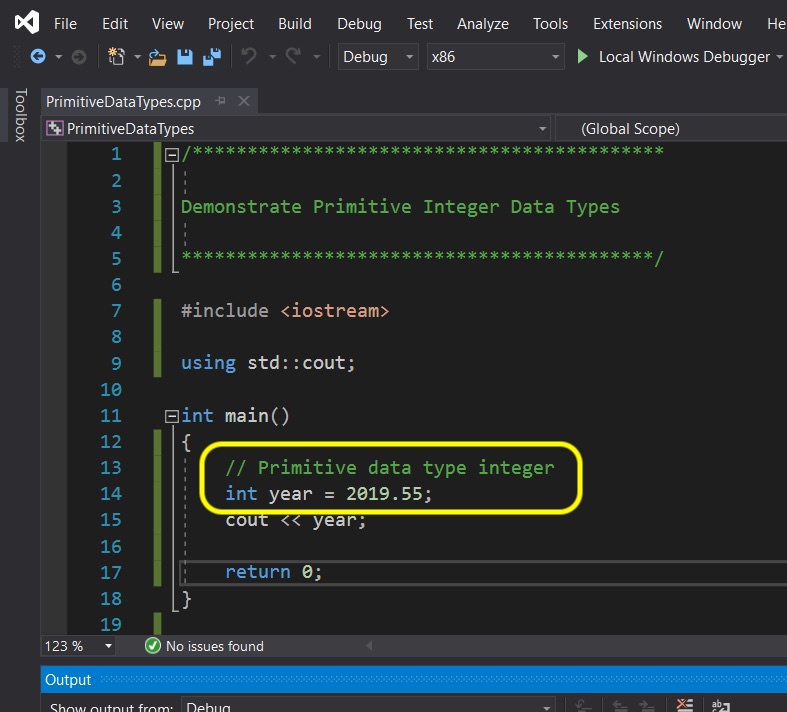 File Edit View Project Build Debug Test Analyze Tools Extensions Window He
Debug x86 Local Windows Debugger
Toolbox
PrimitiveDataTypes.cpp
PrimitiveDataTypes (Global Scope)
1 /*******************************************
2
3 Demonstrate Primitive Integer Data Types
4
5 *******************************************/
6
7 #include <iostream>
8
9 using std::cout;
10
11 int main()
12 {
13 // Primitive data type integer
14 int year = 2019.55;
15 cout << year;
16
17 return 0;
18 }
19
123 % No issues found
Output
Show output from: Debug